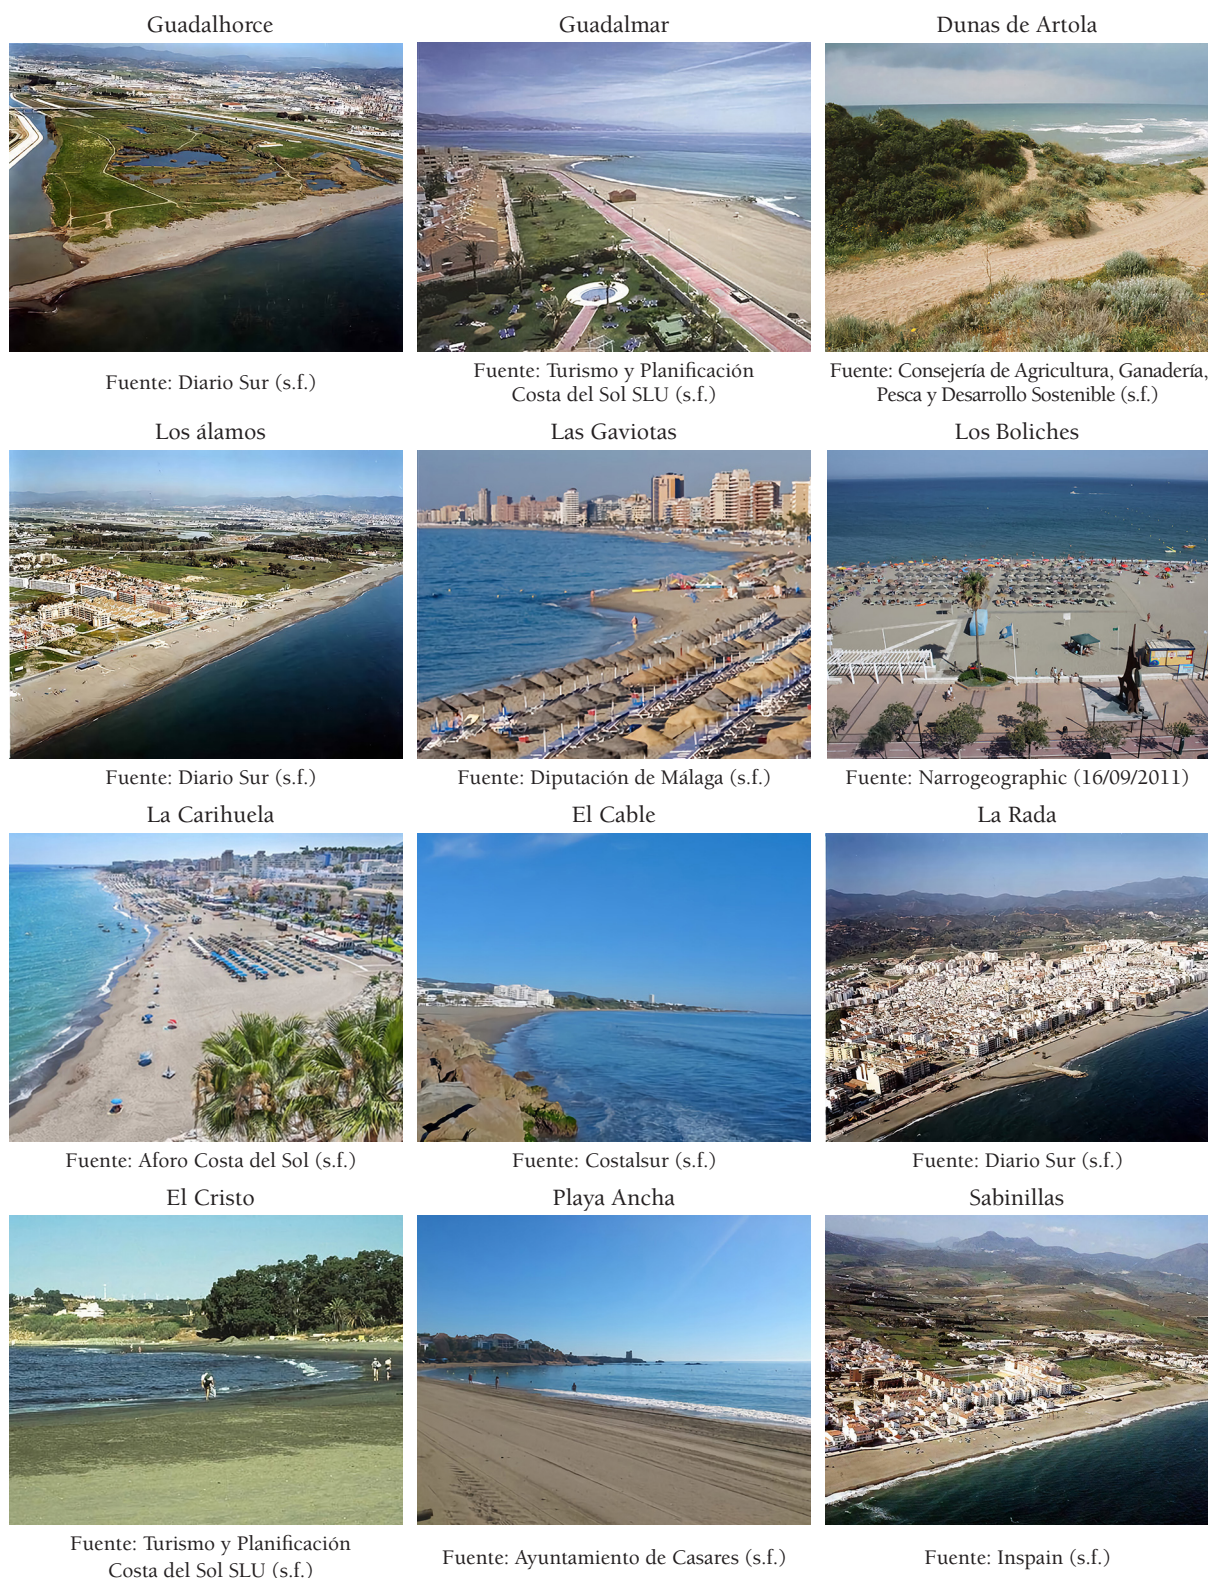 Guadalhorce
Guadalmar
Dunas de Artola
Fuente: Diario Sur (s.f.)
Fuente: Turismo y Planificación
Costa del Sol SLU (s.f.)
Fuente: Consejería de Agricultura, Ganadería,
Pesca y Desarrollo Sostenible (s.f.)
Los álamos
Las Gaviotas
Los Boliches
Fuente: Diario Sur (s.f.)
Fuente: Diputación de Málaga (s.f.)
Fuente: Narrogeographic (16/09/2011)
La Carihuela
El Cable
La Rada
Fuente: Aforo Costa del Sol (s.f.)
Fuente: Costalsur (s.f.)
Fuente: Diario Sur (s.f.)
El Cristo
Playa Ancha
Sabinillas
Fuente: Turismo y Planificación
Costa del Sol SLU (s.f.)
Fuente: Ayuntamiento de Casares (s.f.)
Fuente: Inspain (s.f.)